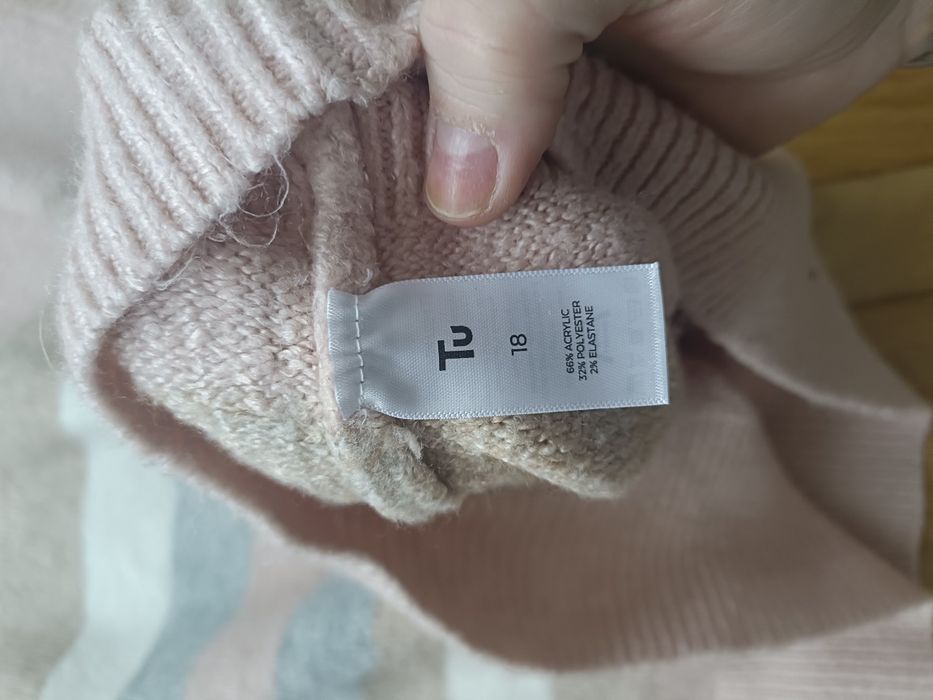 Tu
18
66% ACRYLIC
32% POLYESTER
2% ELASTANE